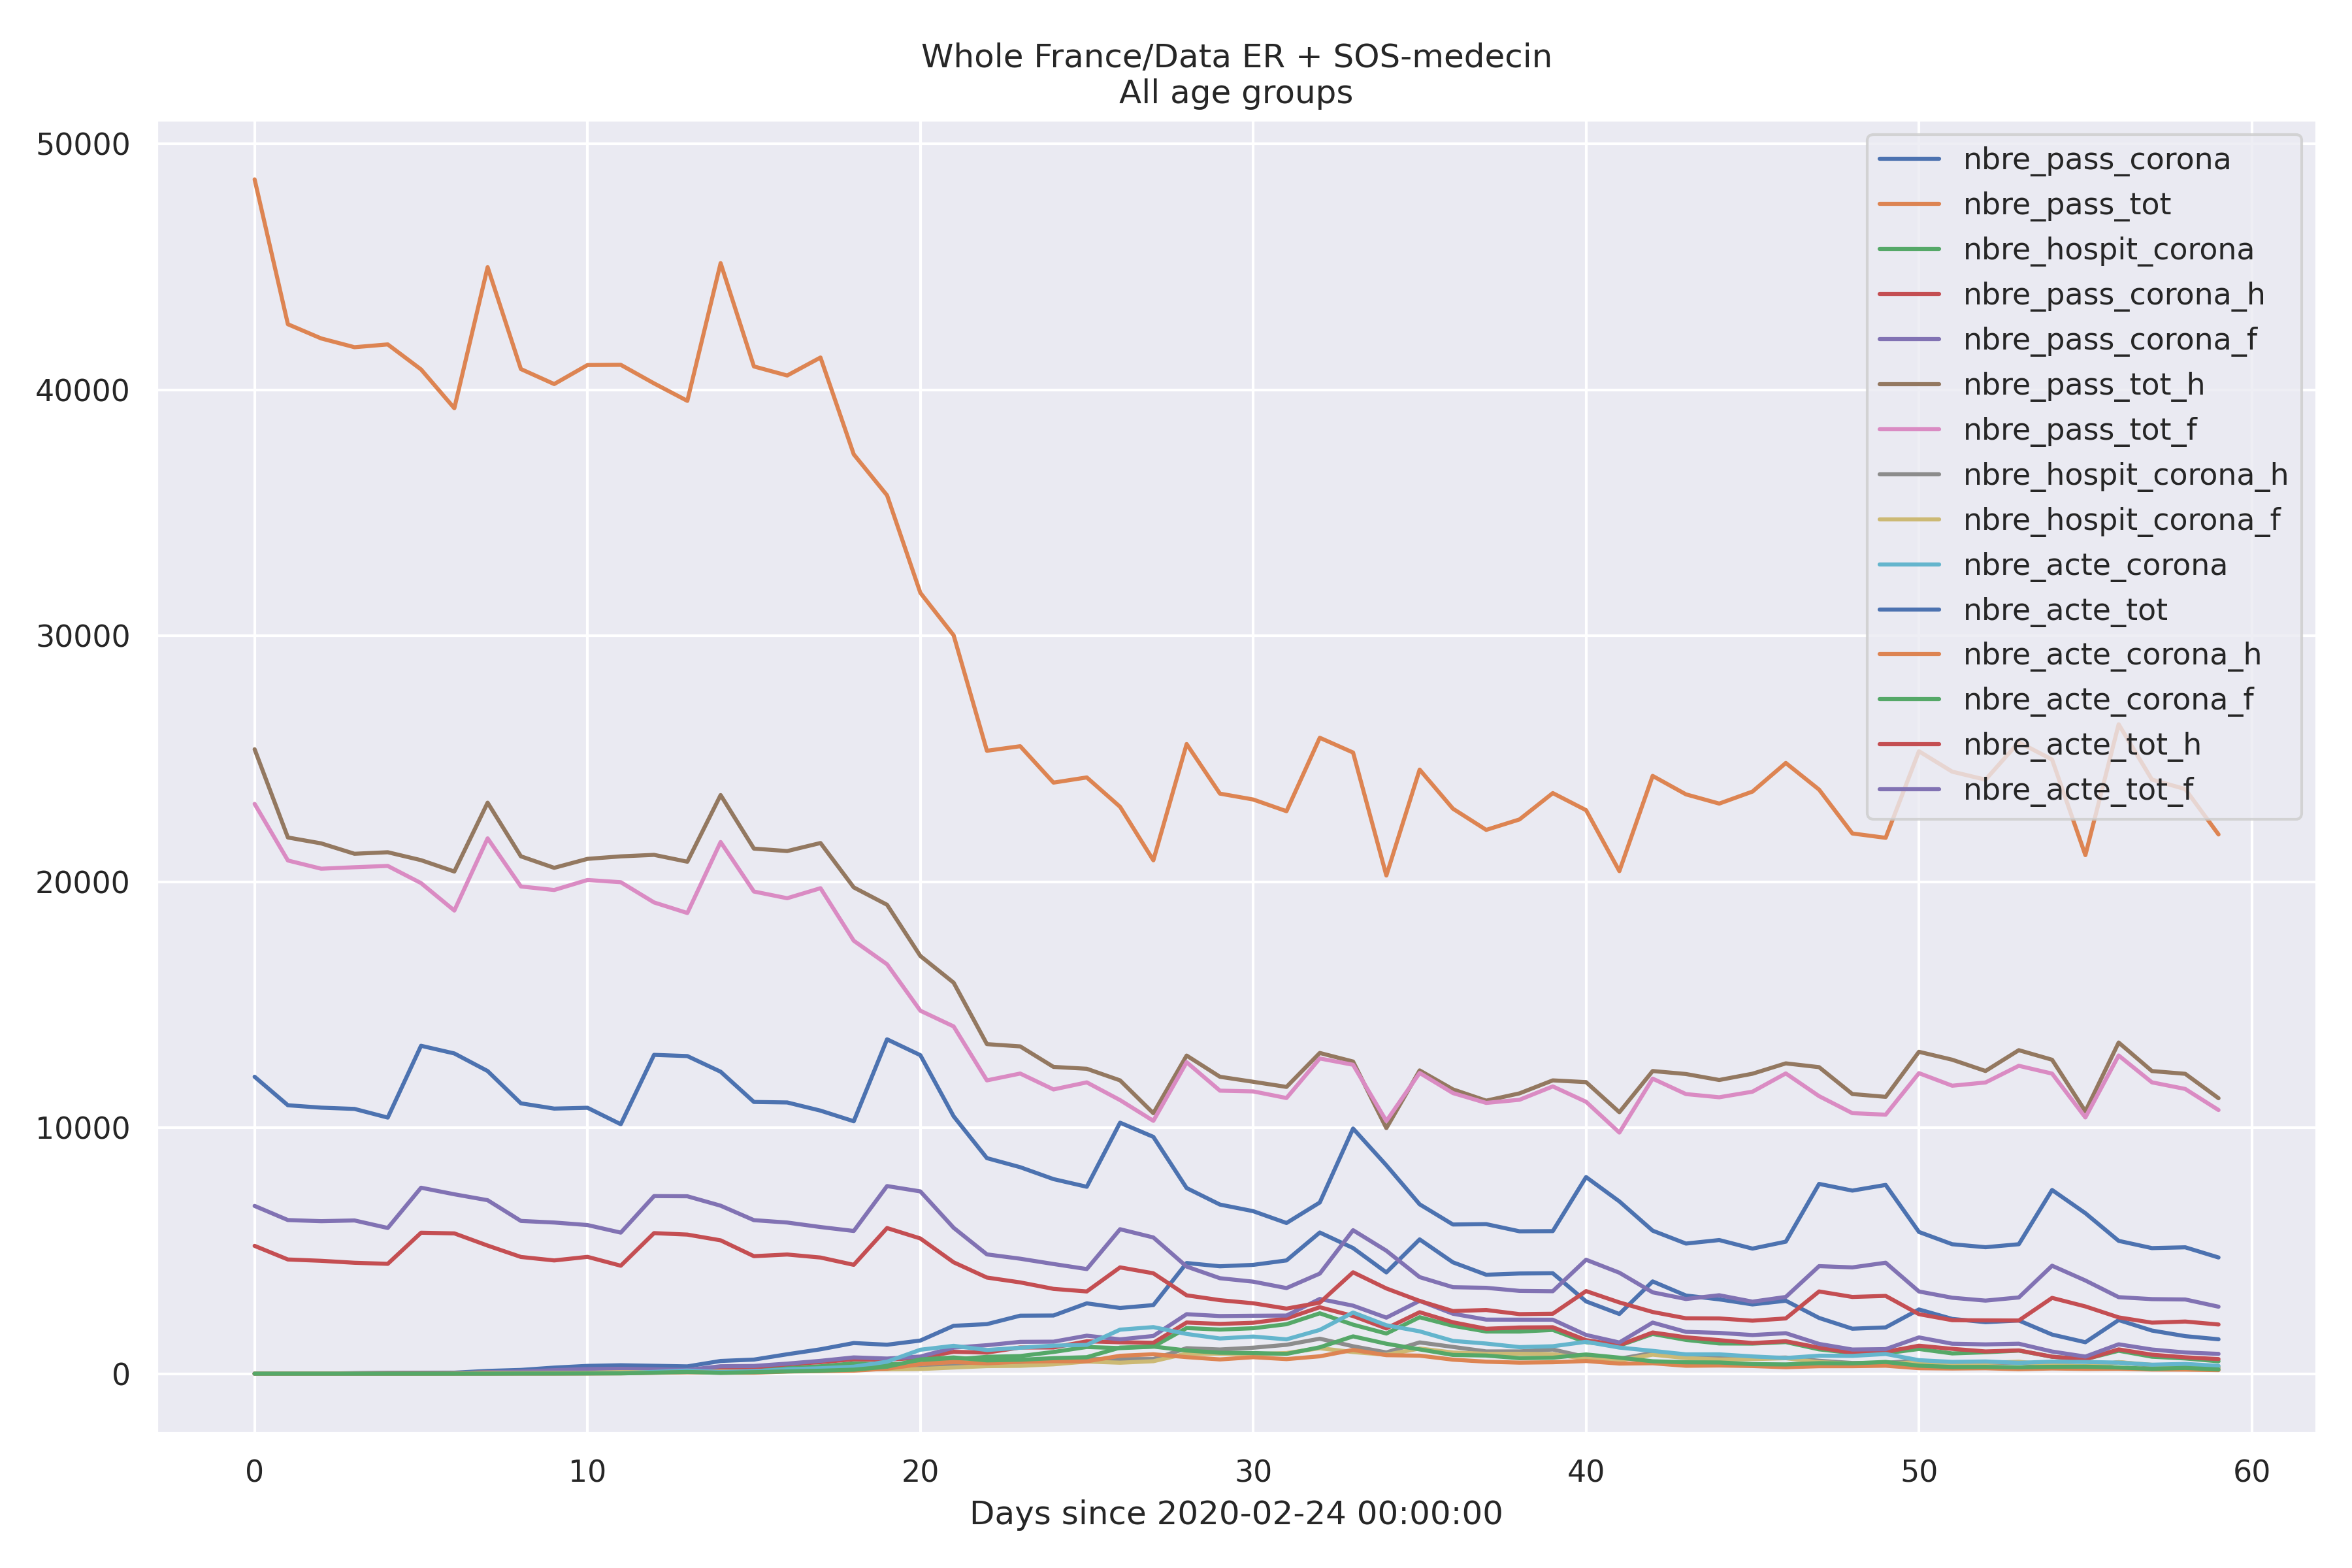 Whole France/Data ER + SOS-medecin
All age groups
50000
40000
30000
20000
10000
0
nbre_pass_corona
nbre_pass_tot
nbre_hospit_corona
nbre_pass_corona_h
nbre_pass_corona_f
nbre_pass_tot_h
nbre_pass_tot_f
nbre_hospit_corona_h
nbre_hospit_corona_f
nbre_acte_corona
nbre_acte_tot
nbre_acte_corona_h
nbre_acte_corona_f
nbre_acte_tot_h
nbre_acte_tot_f
0 10 20 30 40 50 60
Days since 2020-02-24 00:00:00